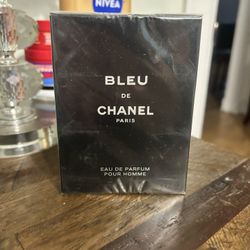 NIVEA
BLEU
DE
CHANEL
PARIS
EAU DE PARFUM
POUR HOMME